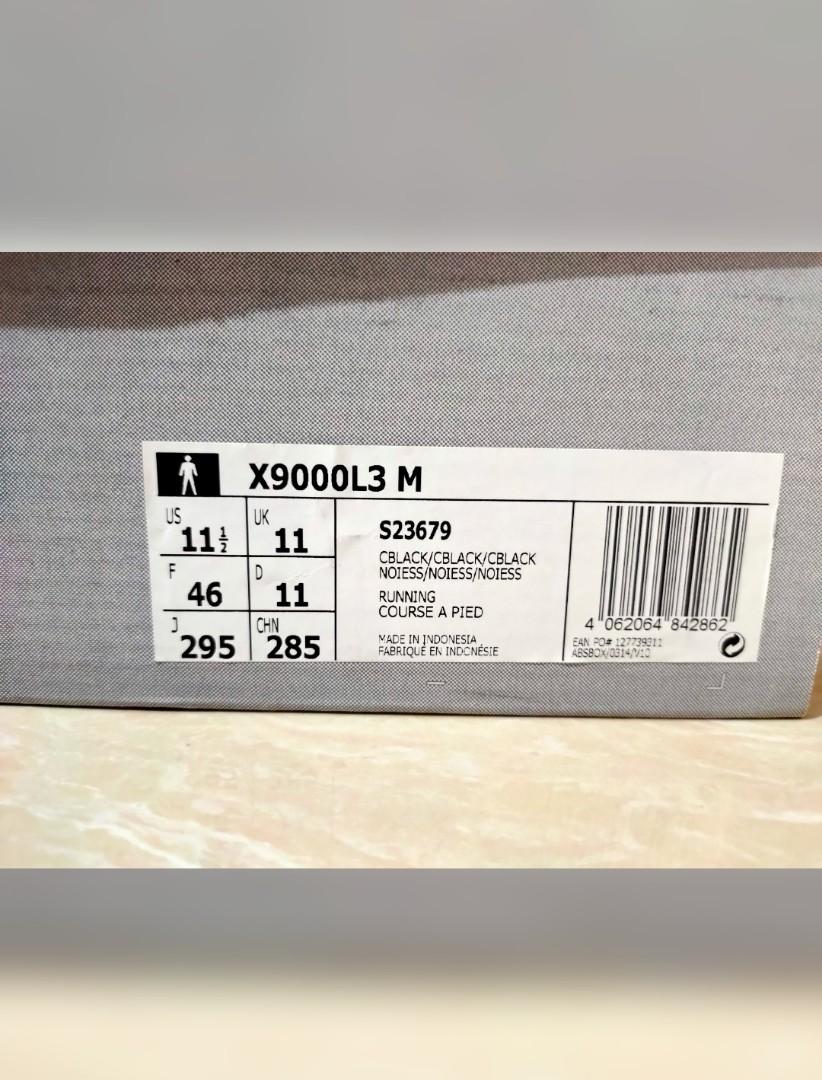 X9000L3 M
US 11½
UK 11
F 46
D 11
J 295
CHN 285
S23679
CBLACK/CBLACK/CBLACK
NOIESS/NOIESS/NOIESS
RUNNING
COURSE A PIED
MADE IN INDONESIA
FABRIQUÉ EN INDONÉSIE
4 062064 842862
EAN PO# 127739311
ABSBOX/0314/V10